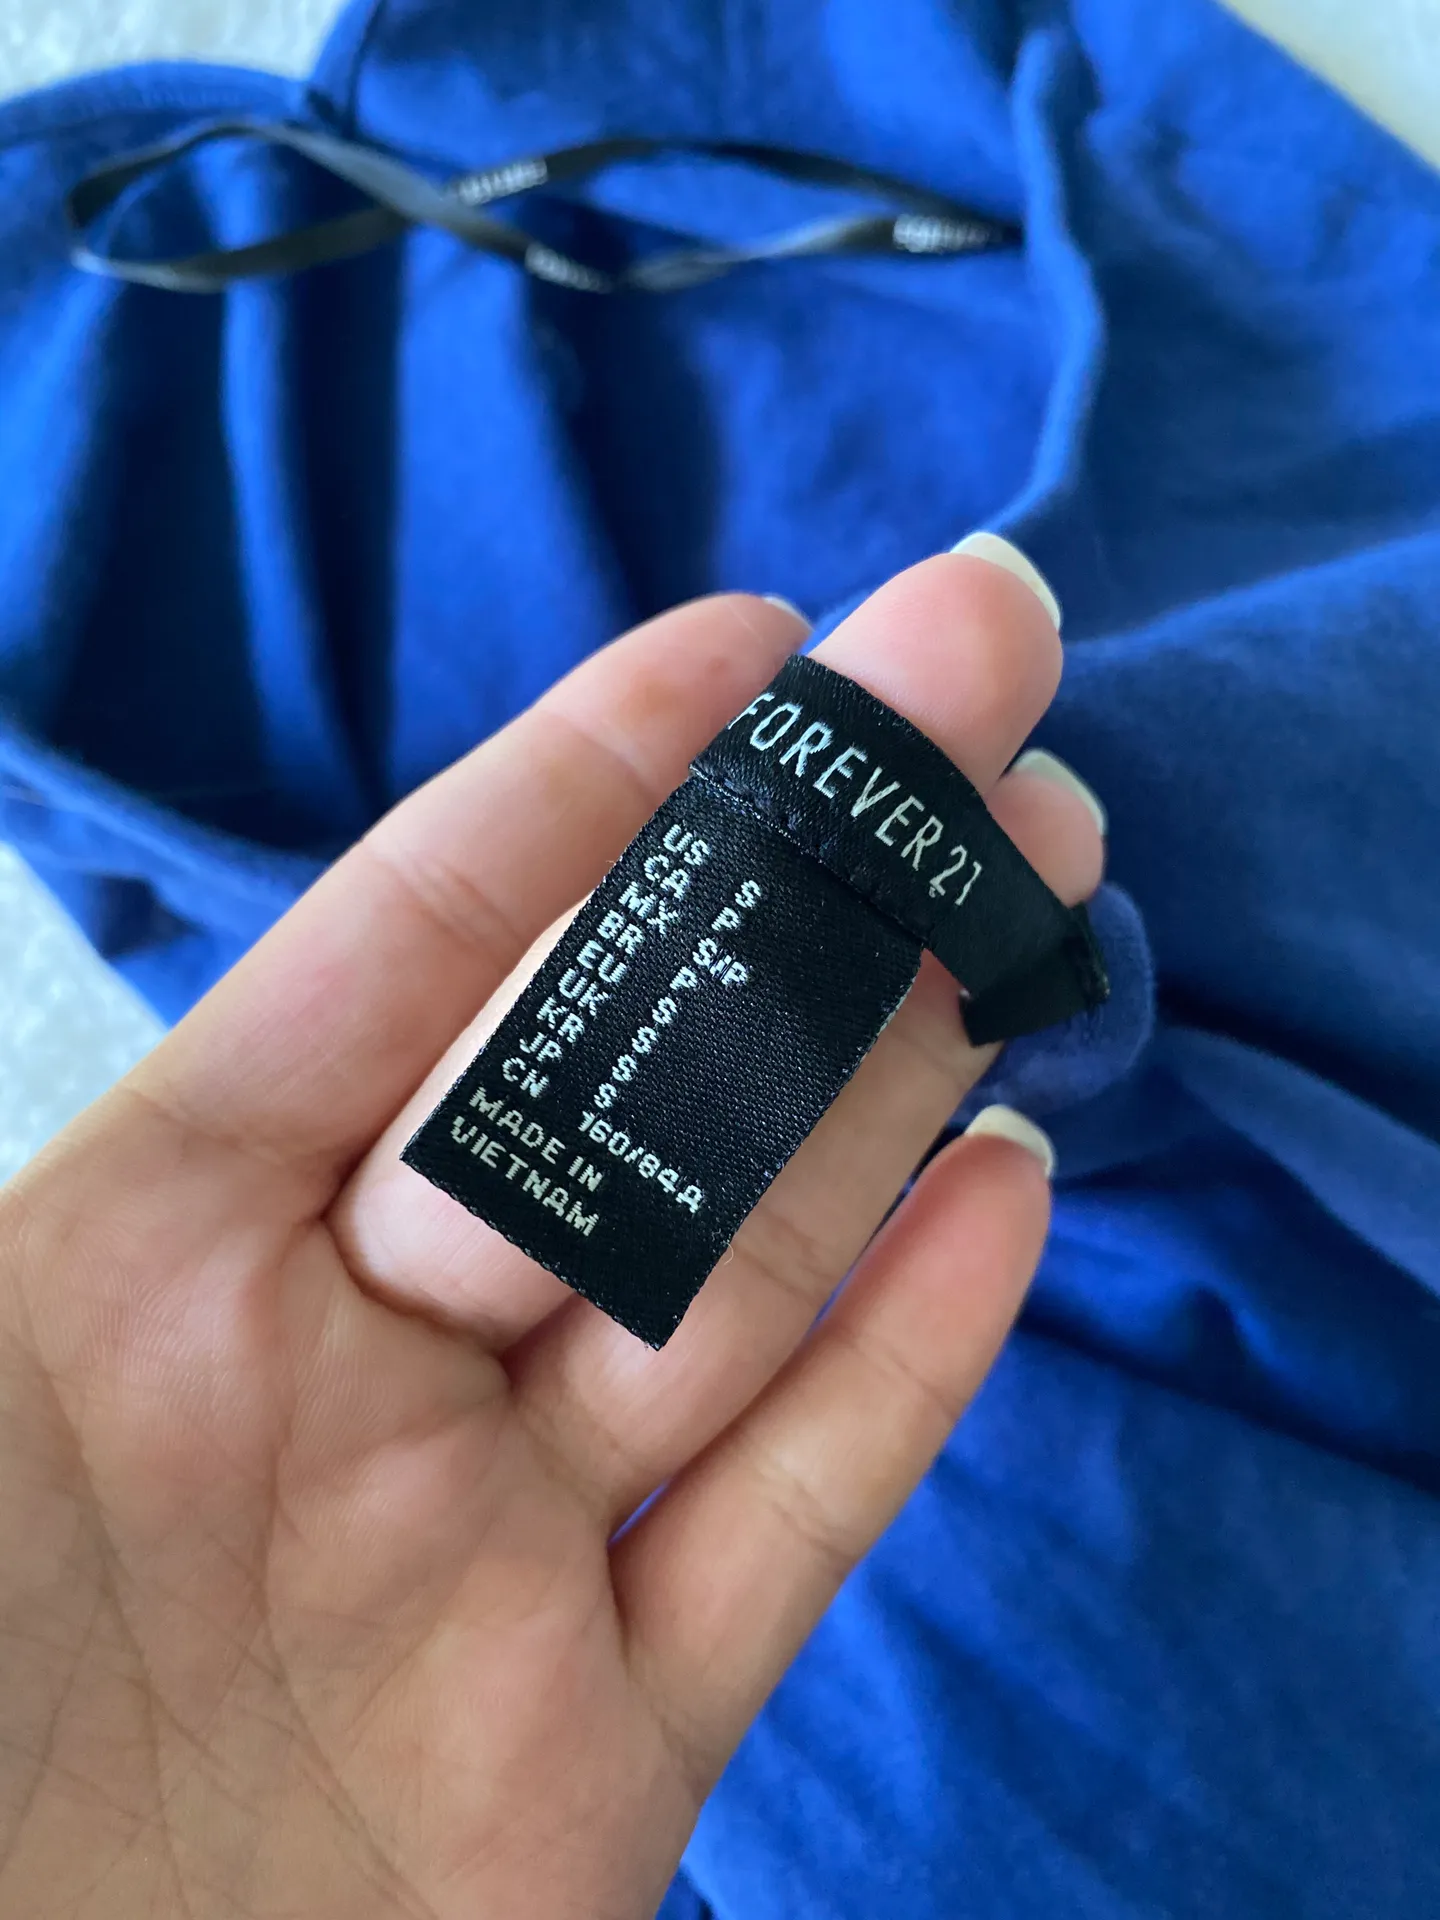 FOREVER 21
US S
CA P
MX S/P
BR P
EU S
UK S
KR S
JP S
CN 160/84A
MADE IN
VIETNAM